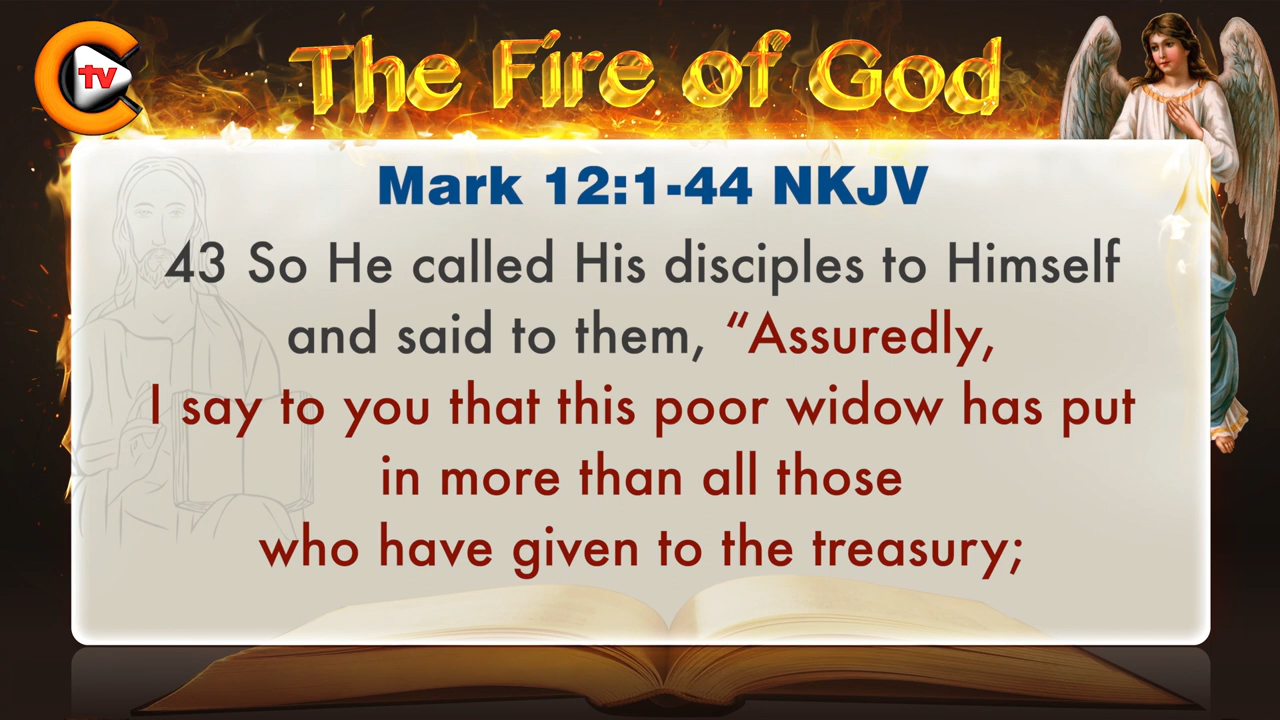 tv
The Fire of God
Mark 12:1-44 NKJV
43 So He called His disciples to Himself
and said to them, “Assuredly,
I say to you that this poor widow has put
in more than all those
who have given to the treasury;